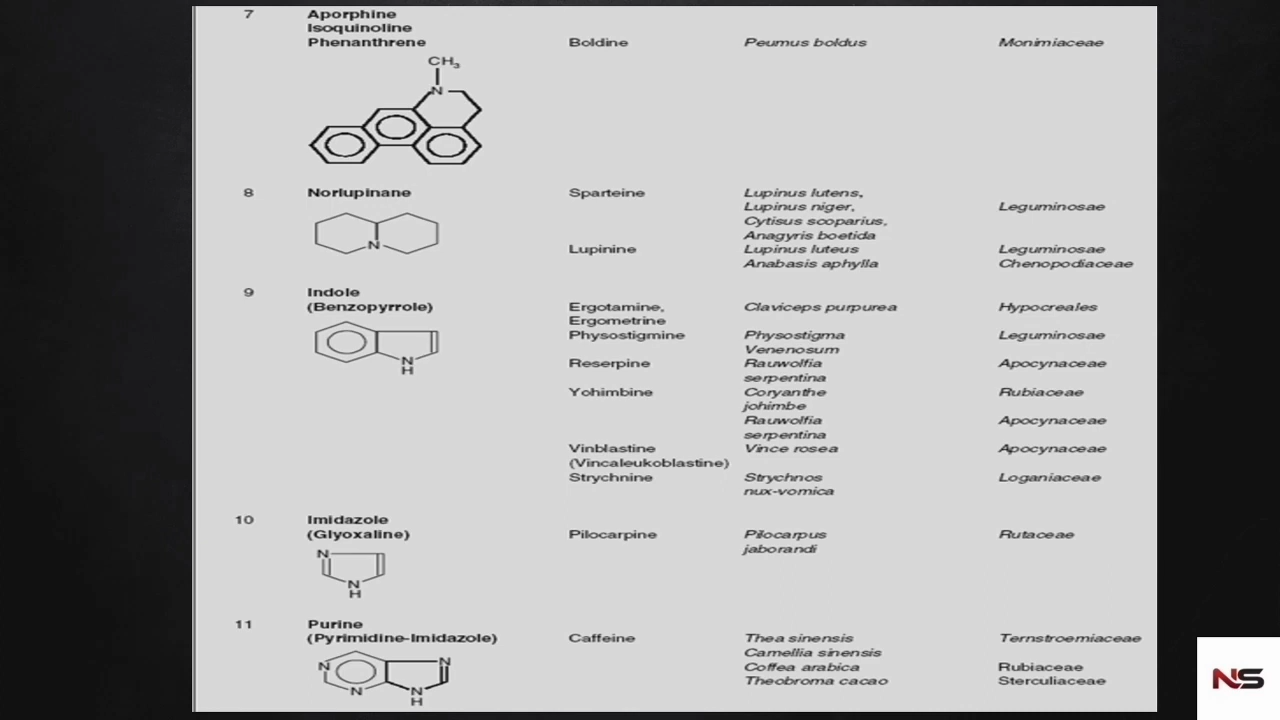 7 Aporphine
Isoquinoline
Phenanthrene Boldine Peumus boldus Monimiaceae
CH3
N
8 Norlupinane Sparteine Lupinus lutens,
Lupinus niger, Leguminosae
Cytisus scoparius,
Anagyris boetida
N
Lupinine Lupinus luteus Leguminosae
Anabasis aphylla Chenopodiaceae
9 Indole
(Benzopyrrole) Ergotamine, Claviceps purpurea Hypocreales
Ergometrine
Physostigmine Physostigma Leguminosae
Venenosum
N
H
Reserpine Rauwolfia Apocynaceae
serpentina
Yohimbine Coryanthe Rubiaceae
johimbe
Rauwolfia Apocynaceae
serpentina
Vinblastine Vince rosea Apocynaceae
(Vincaleukoblastine)
Strychnine Strychnos Loganiaceae
nux-vomica
10 Imidazole
(Glyoxaline) Pilocarpine Pilocarpus Rutaceae
jaborandi
N
N
H
11 Purine
(Pyrimidine-Imidazole) Caffeine Thea sinensis Ternstroemiaceae
Camellia sinensis
N N Coffea arabica Rubiaceae
Theobroma cacao Sterculiaceae
N N
H
NS